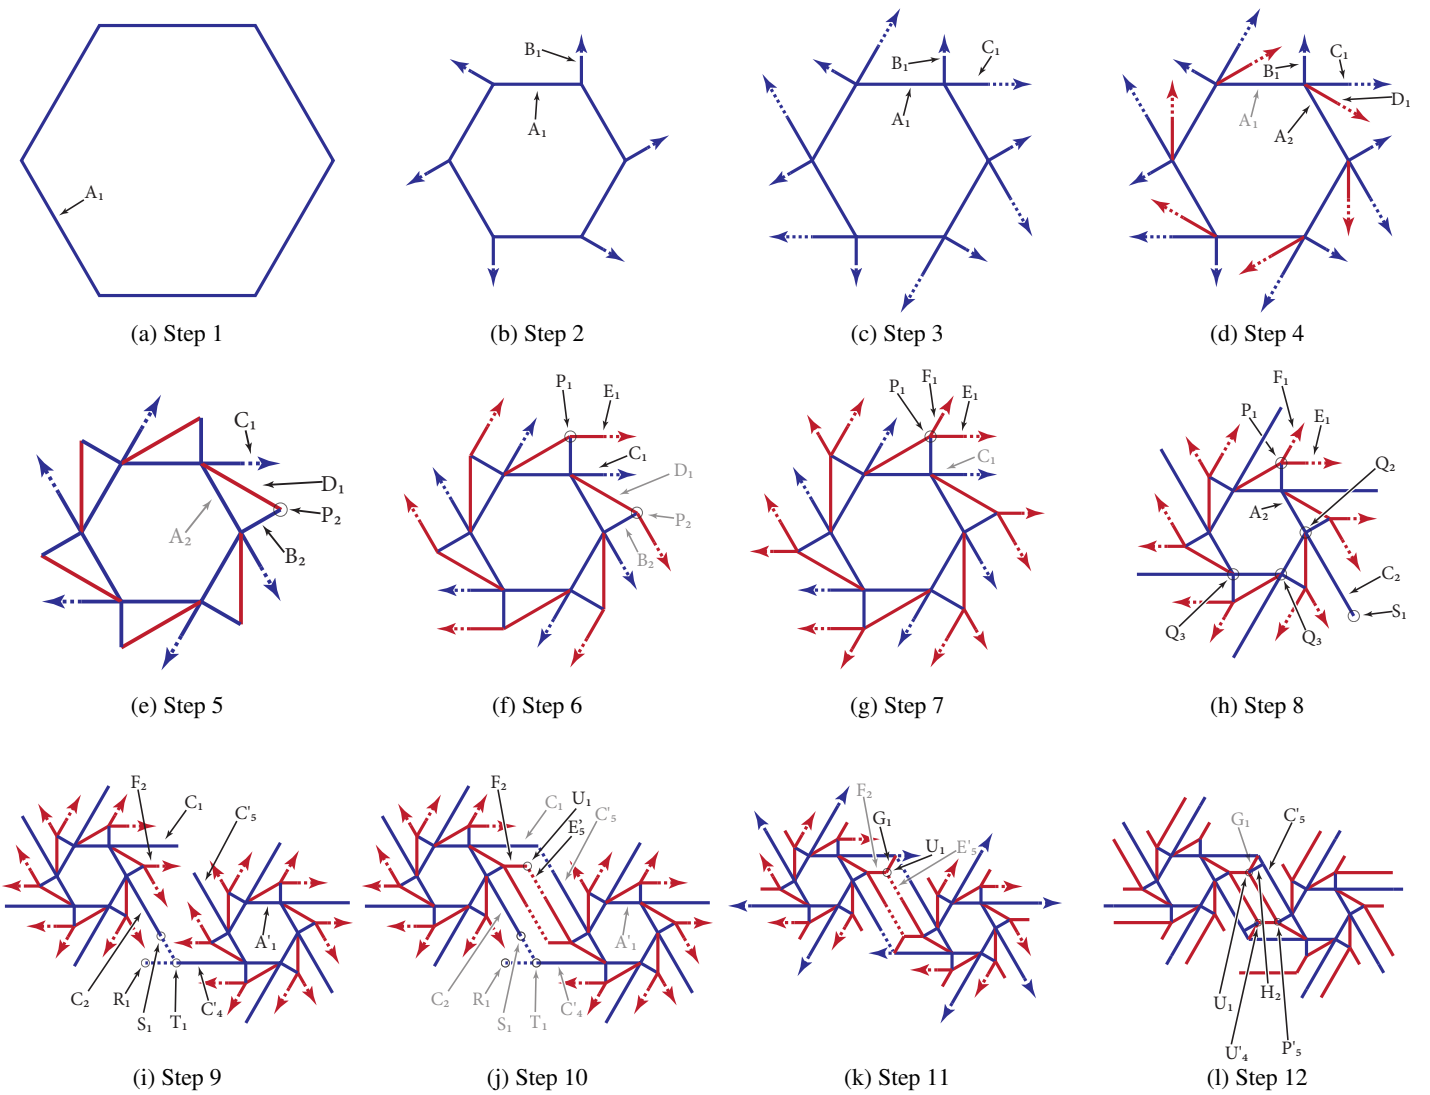 A₁
(a) Step 1
B₁
A₁
(b) Step 2
C₁
B₁
A₁
(c) Step 3
C₁
B₁
D₁
A₁
A₂
(d) Step 4
C₁
D₁
P₂
A₂
B₂
(e) Step 5
P₁
E₁
C₁
D₁
P₂
B₂
(f) Step 6
P₁
F₁
E₁
C₁
(g) Step 7
F₁
P₁
E₁
Q₂
A₂
C₂
S₁
Q₃
Q₃
(h) Step 8
F₂
C₁
C'₅
A'₁
C₂
R₁
S₁
T₁
C'₄
(i) Step 9
F₂
C₁
U₁
E'₅
C'₅
A'₁
C₂
R₁
S₁
T₁
C'₄
(j) Step 10
F₂
G₁
U₁
E'₅
(k) Step 11
G₁
C'₅
U₁
H₂
U'₄
P'₅
(l) Step 12